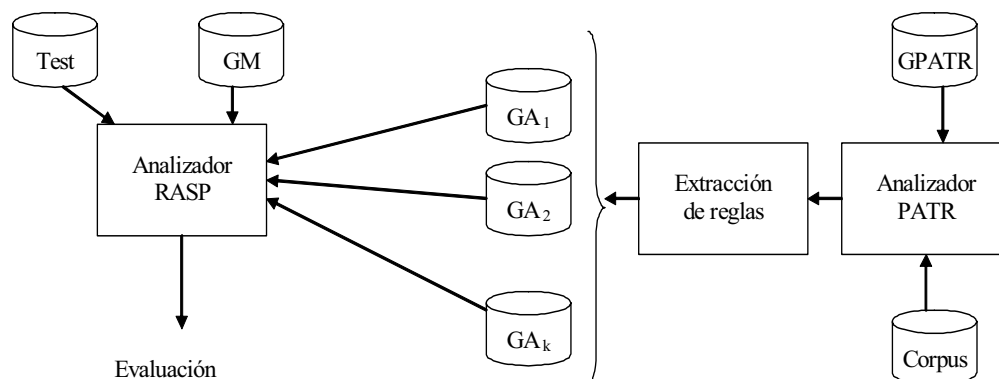 Test
GM
GPATR
GA1
Analizador
RASP
GA2
Extracción
de reglas
Analizador
PATR
GAk
Corpus
Evaluación